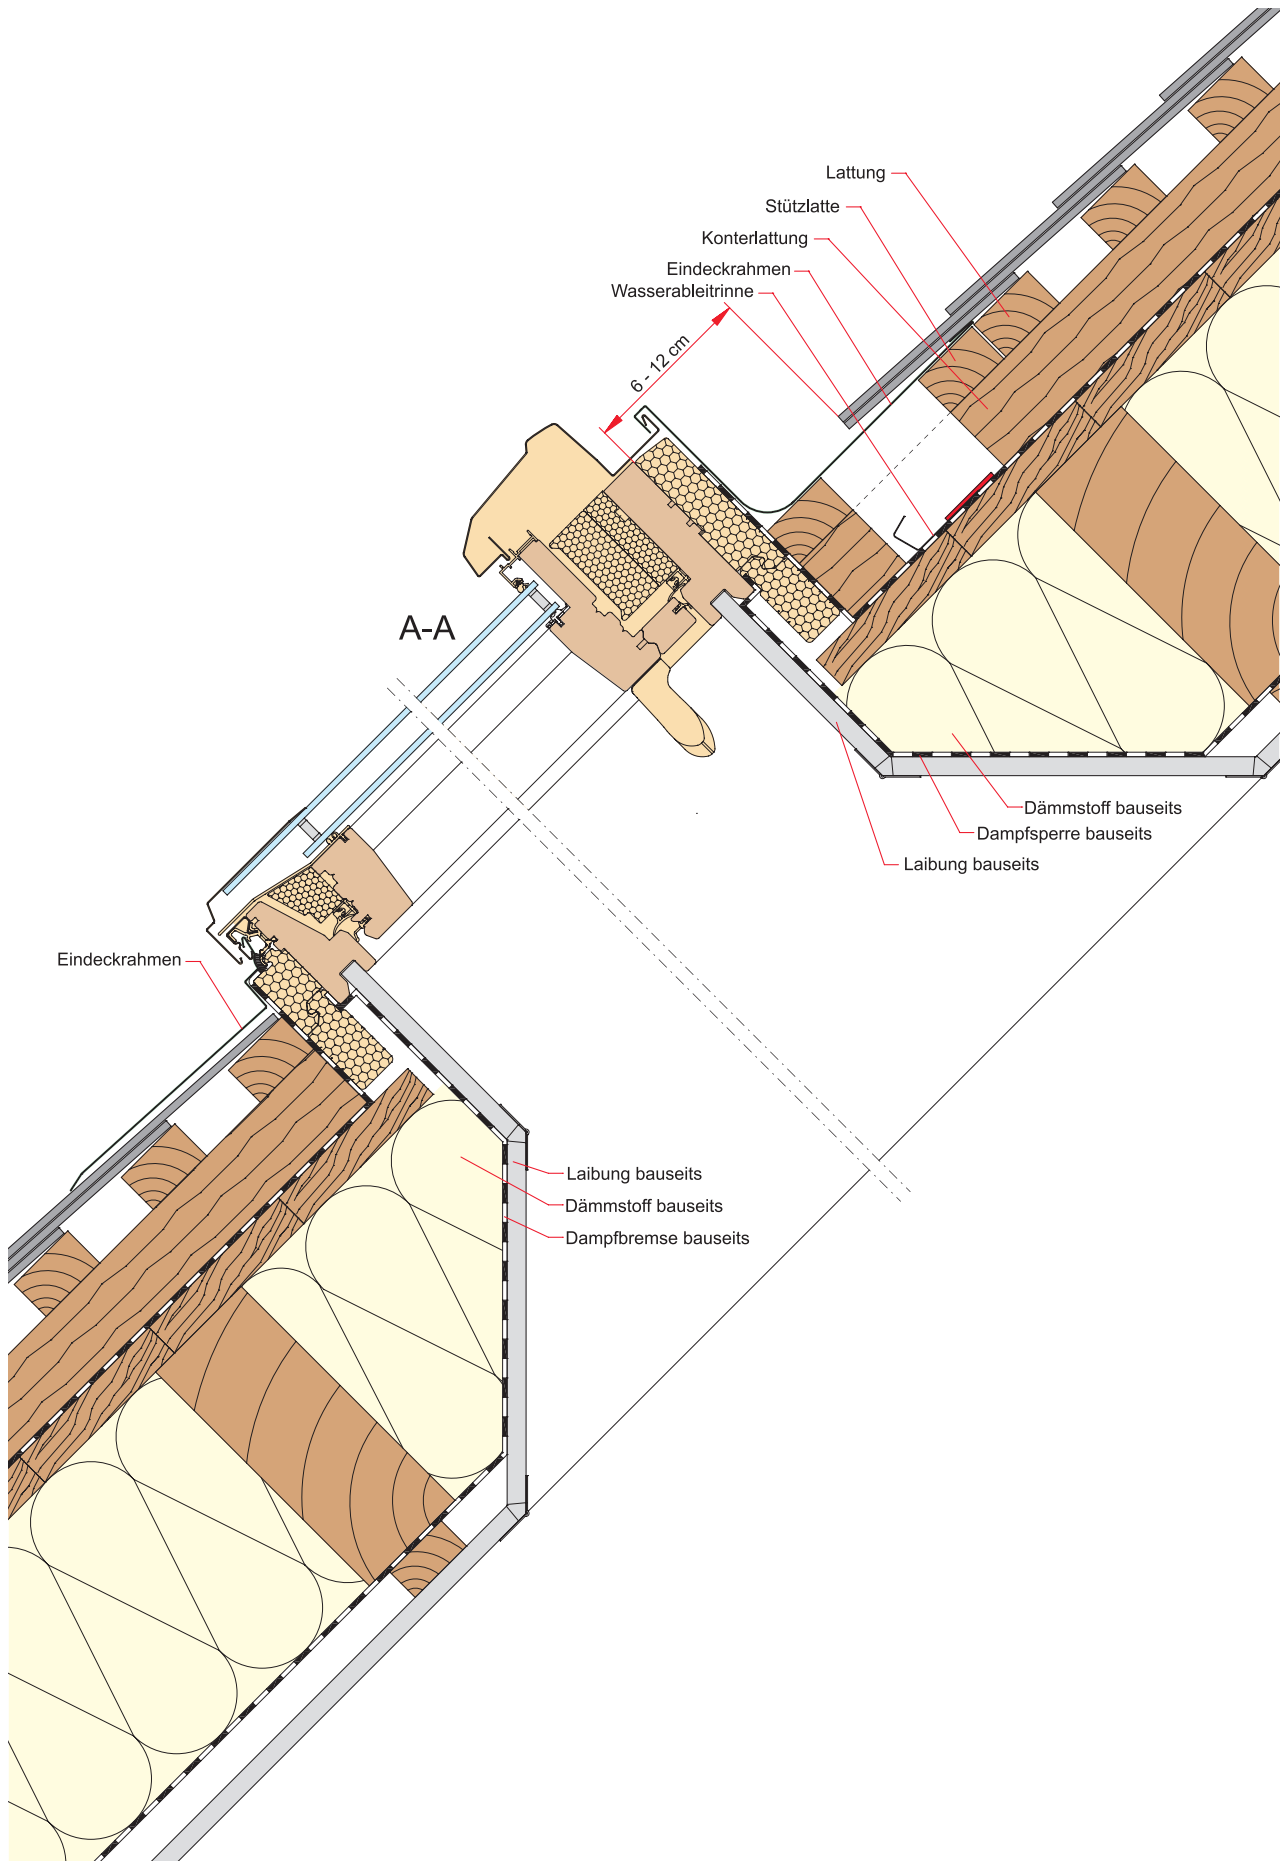 Lattung
Stützlatte
Konterlattung
Eindeckrahmen
Wasserableitrinne
6 - 12 cm
A-A
Dämmstoff bauseits
Dampfsperre bauseits
Laibung bauseits
Eindeckrahmen
Laibung bauseits
Dämmstoff bauseits
Dampfbremse bauseits